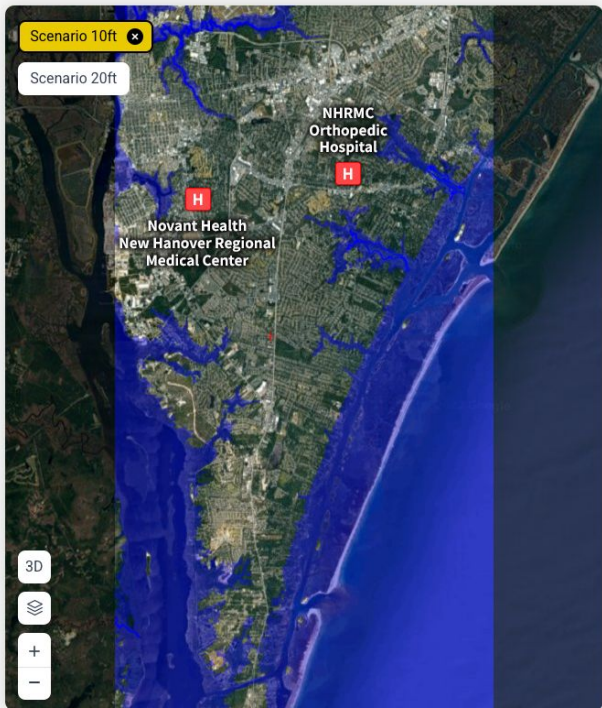 Scenario 10ft
Scenario 20ft
NHRMC
Orthopedic
Hospital
H
H
Novant Health
New Hanover Regional
Medical Center
3D
+
−